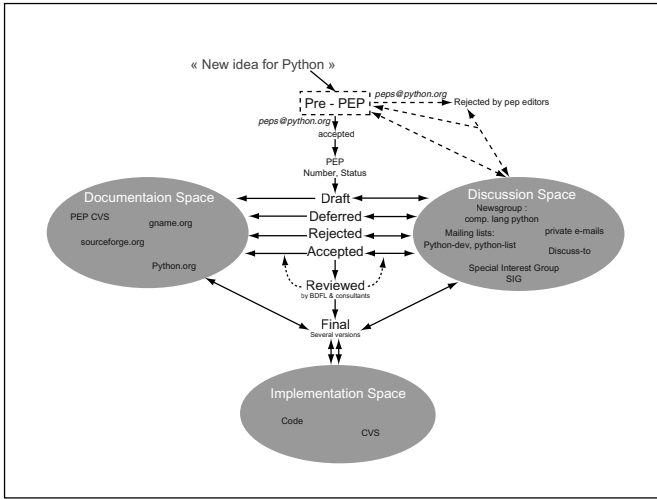 « New idea for Python »
peps@python.org
Pre - PEP
Rejected by pep editors
peps@python.org
accepted
PEP
Number, Status
Documentaion Space
PEP CVS
gname.org
sourceforge.org
Python.org
Draft
Deferred
Rejected
Accepted
Reviewed
by BDFL & consultants
Final
Several versions
Discussion Space
Newsgroup :
comp. lang python
Mailing lists:
private e-mails
Python-dev, python-list
Discuss-to
Special Interest Group
SIG
Implementation Space
Code
CVS